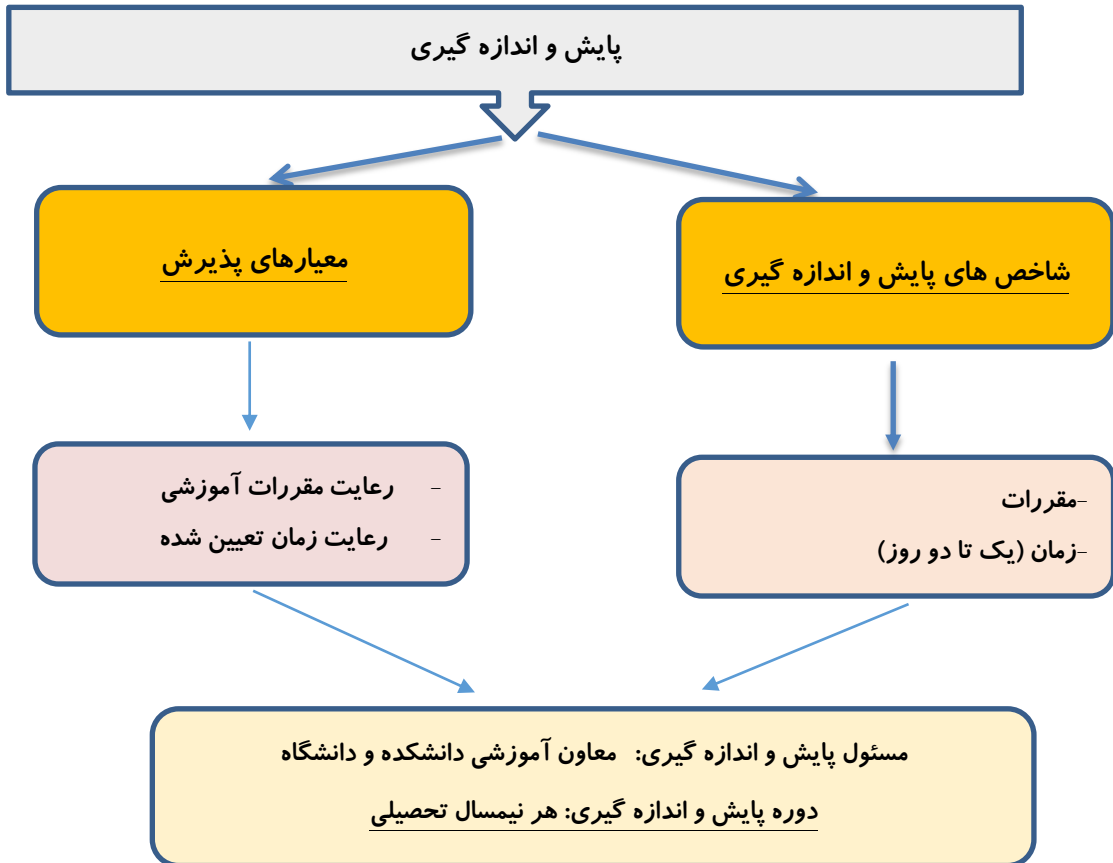 پایش و اندازه گیری
شاخص های پایش و اندازه گیری
معیارهای پذیرش
-مقررات
-زمان (یک تا دو روز)
- رعایت مقررات آموزشی
- رعایت زمان تعیین شده
مسئول پایش و اندازه گیری: معاون آموزشی دانشکده و دانشگاه
دوره پایش و اندازه گیری: هر نیمسال تحصیلی